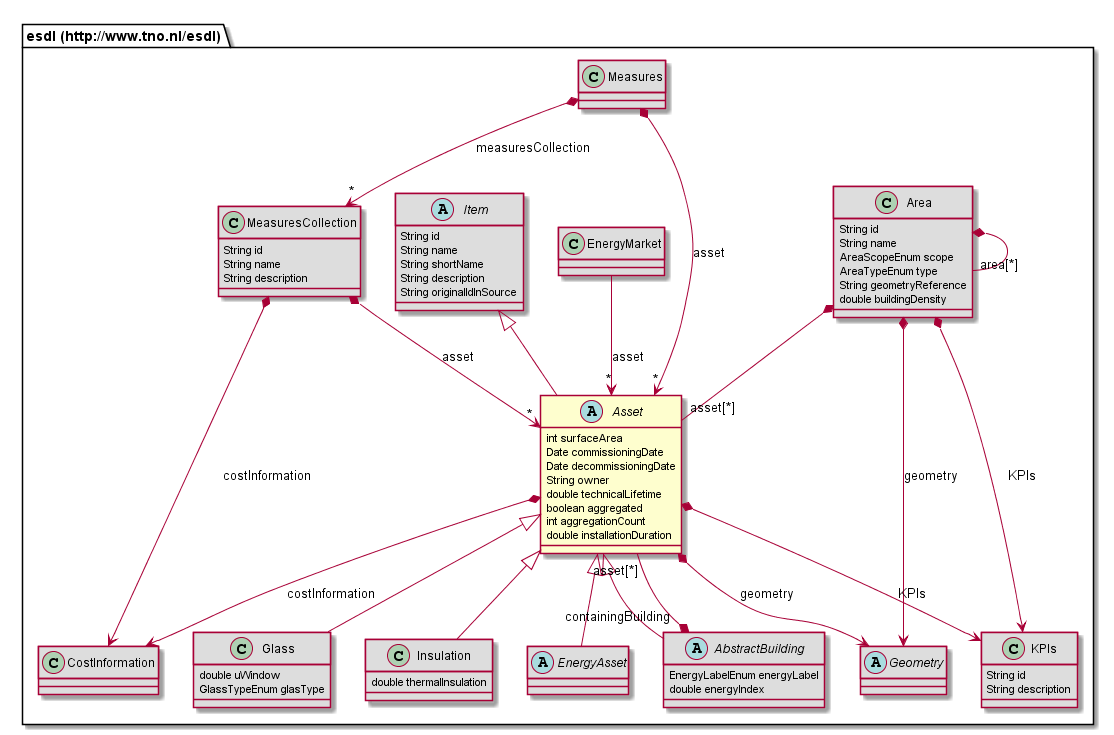 esdl (http://www.tno.nl/esdl)
C Measures
measuresCollection
*
C MeasuresCollection
String id
String name
String description
A Item
String id
String name
String shortName
String description
String originalIdInSource
C EnergyMarket
C Area
String id
String name
AreaScopeEnum scope
AreaTypeEnum type
String geometryReference
double buildingDensity
area[*]
asset
asset
asset
*
*
*
asset[*]
A Asset
int surfaceArea
Date commissioningDate
Date decommissioningDate
String owner
double technicalLifetime
boolean aggregated
int aggregationCount
double installationDuration
costInformation
geometry
KPIs
costInformation
asset[*]
containingBuilding
geometry
KPIs
C CostInformation
C Glass
double uWindow
GlassTypeEnum glasType
C Insulation
double thermalInsulation
A EnergyAsset
A AbstractBuilding
EnergyLabelEnum energyLabel
double energyIndex
A Geometry
C KPIs
String id
String description